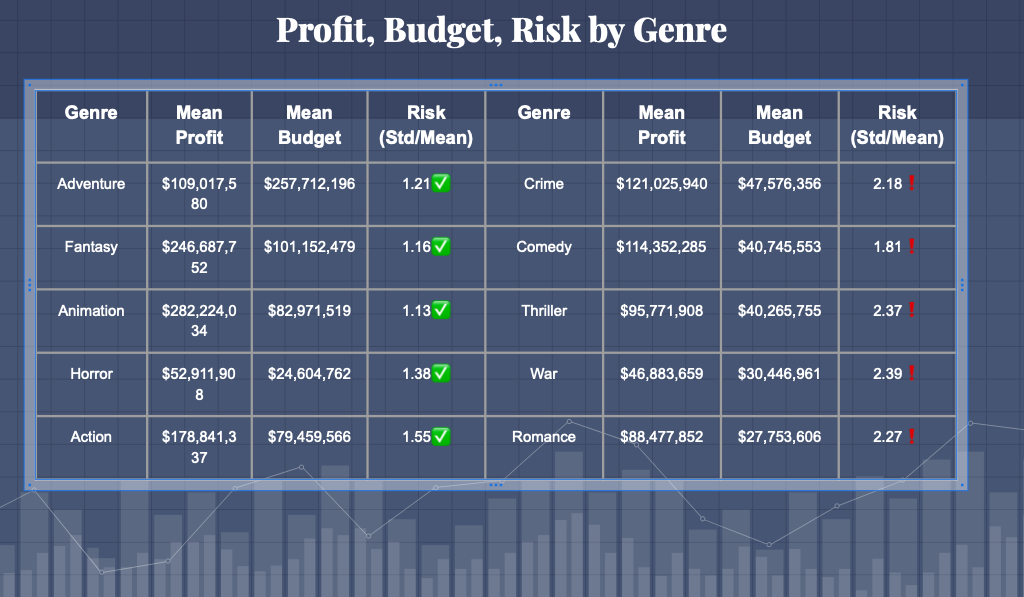 Profit, Budget, Risk by Genre
Genre Mean Profit Mean Budget Risk (Std/Mean) Genre Mean Profit Mean Budget Risk (Std/Mean)
Adventure $109,017,580 $257,712,196 1.21✅ Crime $121,025,940 $47,576,356 2.18❗
Fantasy $246,687,752 $101,152,479 1.16✅ Comedy $114,352,285 $40,745,553 1.81❗
Animation $282,224,034 $82,971,519 1.13✅ Thriller $95,771,908 $40,265,755 2.37❗
Horror $52,911,908 $24,604,762 1.38✅ War $46,883,659 $30,446,961 2.39❗
Action $178,841,337 $79,459,566 1.55✅ Romance $88,477,852 $27,753,606 2.27❗